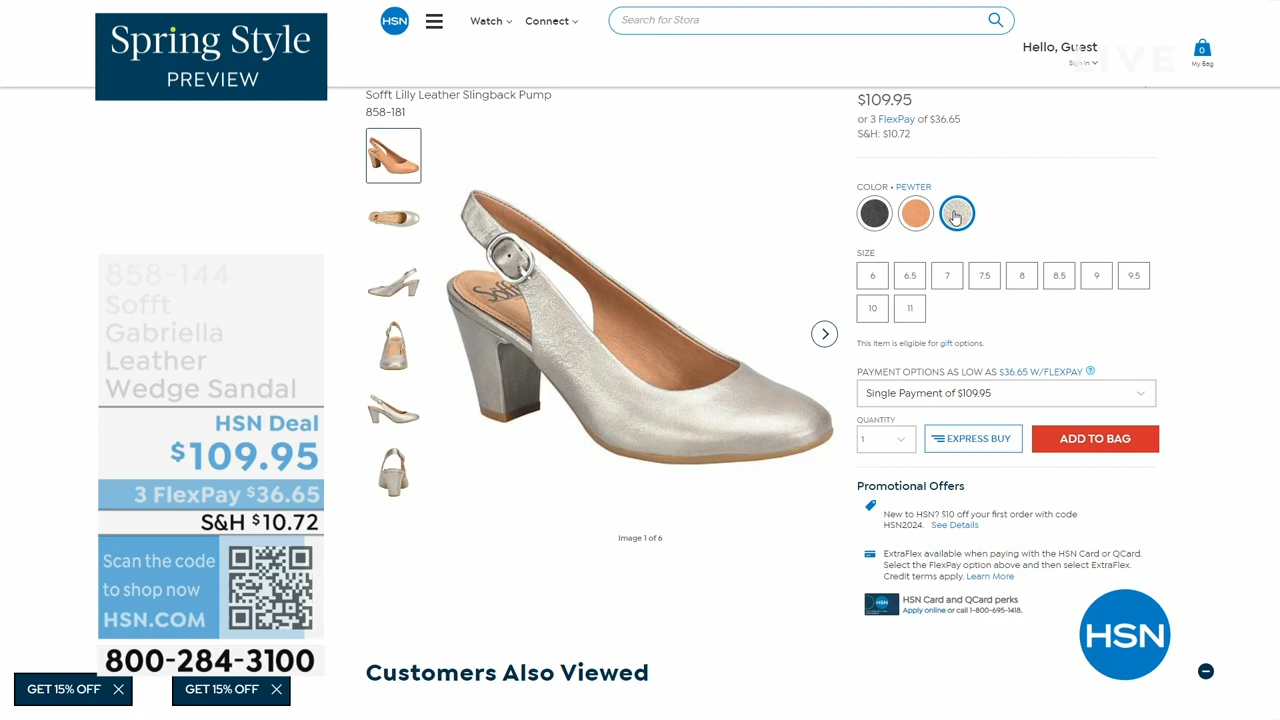 Spring Style
PREVIEW
HSN
Watch
Connect
Search for Stora
Hello, Guest
Sign In
LIVE
0
My Bag
Sofft Lilly Leather Slingback Pump
858-181
$109.95
or 3 FlexPay of $36.65
S&H: $10.72
COLOR • PEWTER
SIZE
6 6.5 7 7.5 8 8.5 9 9.5
10 11
This item is eligible for gift options.
PAYMENT OPTIONS AS LOW AS $36.65 W/FLEXPAY ?
Single Payment of $109.95
QUANTITY
1
EXPRESS BUY
ADD TO BAG
Promotional Offers
New to HSN? $10 off your first order with code
HSN2024. See Details
ExtraFlex available when paying with the HSN Card or QCard.
Select the FlexPay option above and then select ExtraFlex.
Credit terms apply. Learn More
HSN
HSN Card and QCard perks
Apply online or call 1-800-695-1418.
Söfft
Image 1 of 6
858-144
Sofft
Gabriella
Leather
Wedge Sandal
HSN Deal
$109.95
3 FlexPay $36.65
S&H $10.72
Scan the code
to shop now
HSN.COM
800-284-3100
GET 15% OFF
GET 15% OFF
Customers Also Viewed
HSN